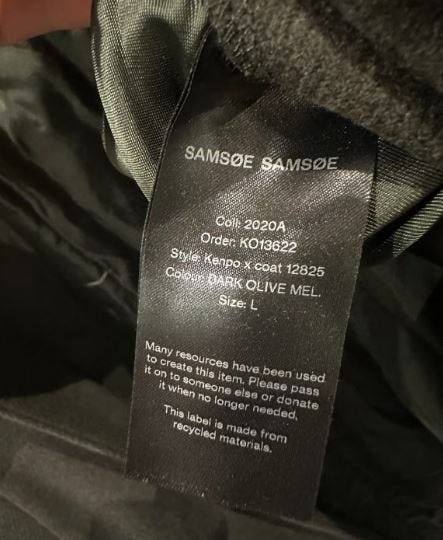 SAMSØE SAMSØE
Coll: 2020A
Order: KO13622
Style: Kenpo x coat 12825
Colour: DARK OLIVE MEL.
Size: L
Many resources have been used
to create this item. Please pass
it on to someone else or donate
it when no longer needed.
This label is made from
recycled materials.